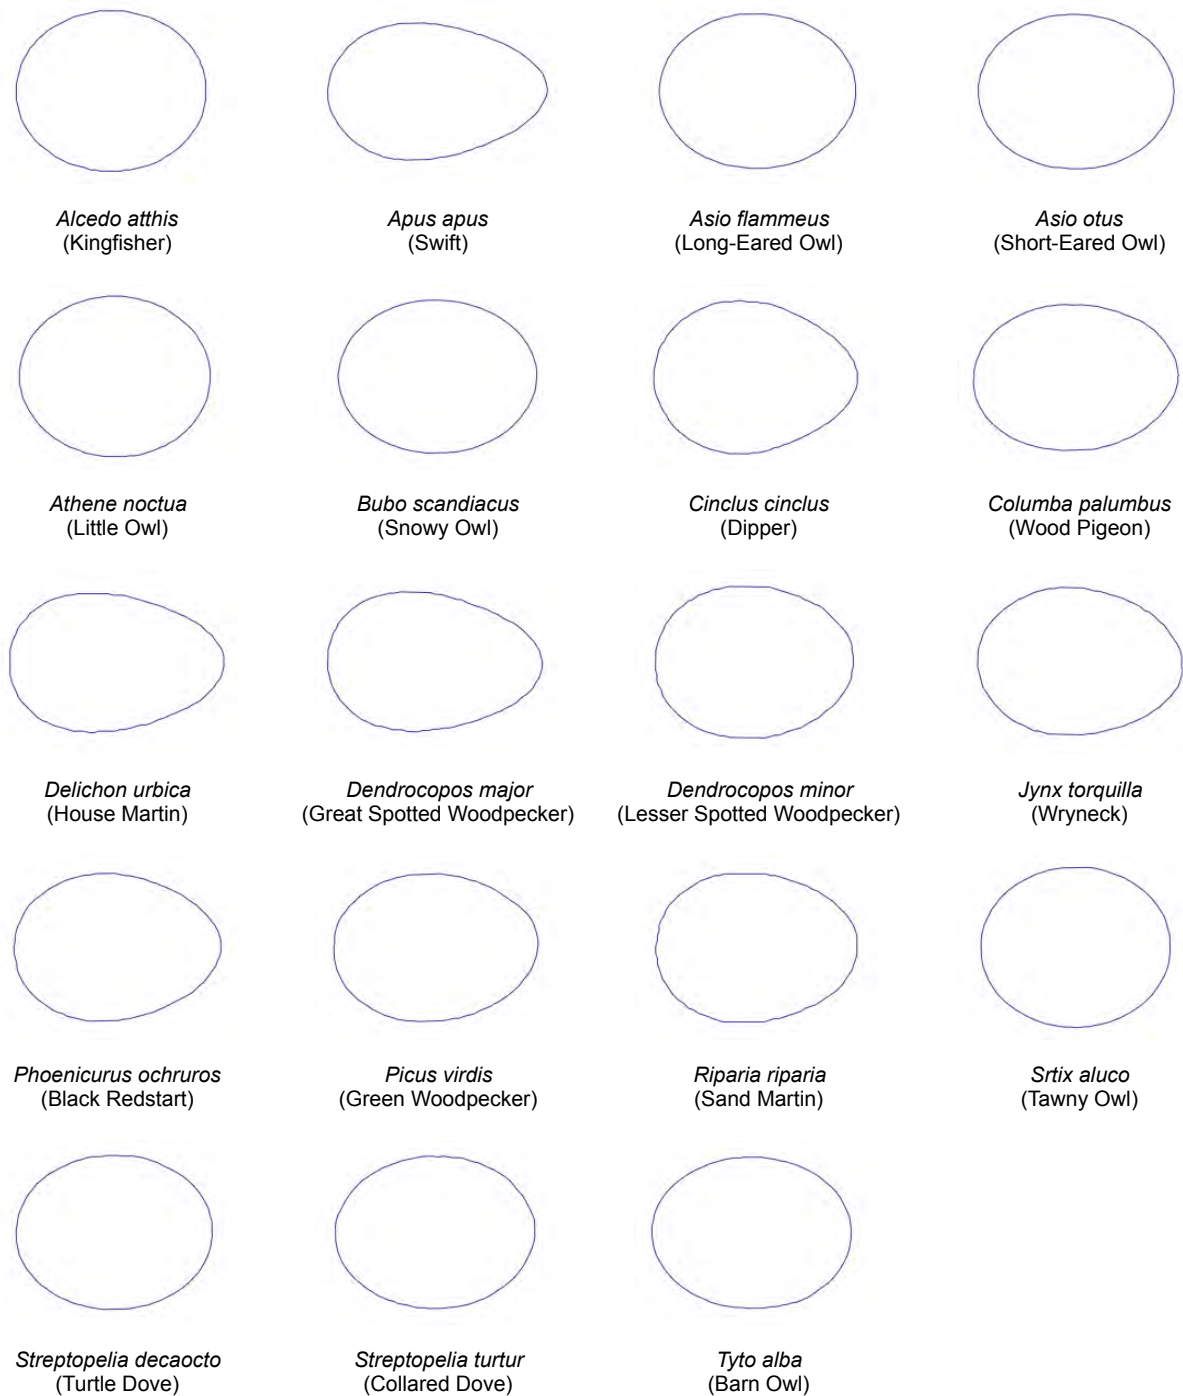 Alcedo atthis
(Kingfisher)
Apus apus
(Swift)
Asio flammeus
(Long-Eared Owl)
Asio otus
(Short-Eared Owl)
Athene noctua
(Little Owl)
Bubo scandiacus
(Snowy Owl)
Cinclus cinclus
(Dipper)
Columba palumbus
(Wood Pigeon)
Delichon urbica
(House Martin)
Dendrocopos major
(Great Spotted Woodpecker)
Dendrocopos minor
(Lesser Spotted Woodpecker)
Jynx torquilla
(Wryneck)
Phoenicurus ochruros
(Black Redstart)
Picus virdis
(Green Woodpecker)
Riparia riparia
(Sand Martin)
Srtix aluco
(Tawny Owl)
Streptopelia decaocto
(Turtle Dove)
Streptopelia turtur
(Collared Dove)
Tyto alba
(Barn Owl)